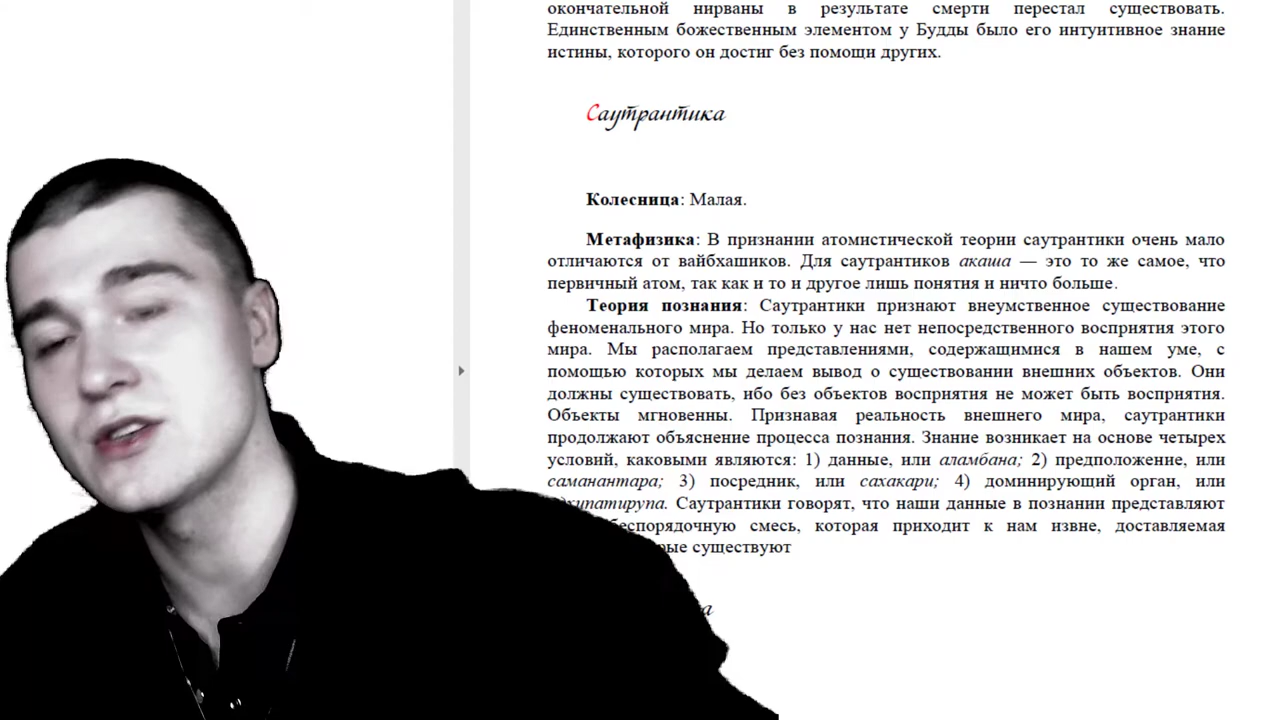 окончательной нирваны в результате смерти перестал существовать.
Единственным божественным элементом у Будды было его интуитивное знание
истины, которого он достиг без помощи других.
Саутрантика
Колесница: Малая.
Метафизика: В признании атомистической теории саутрантики очень мало
отличаются от вайбхашиков. Для саутрантиков акаша — это то же самое, что
первичный атом, так как и то и другое лишь понятия и ничто больше.
Теория познания: Саутрантики признают внеумственное существование
феноменального мира. Но только у нас нет непосредственного восприятия этого
мира. Мы располагаем представлениями, содержащимися в нашем уме, с
помощью которых мы делаем вывод о существовании внешних объектов. Они
должны существовать, ибо без объектов восприятия не может быть восприятия.
Объекты мгновенны. Признавая реальность внешнего мира, саутрантики
продолжают объяснение процесса познания. Знание возникает на основе четырех
условий, каковыми являются: 1) данные, или аламбана; 2) предположение, или
саманантара; 3) посредник, или сахакари; 4) доминирующий орган, или
Саутрантики говорят, что наши данные в познании представляют
беспорядочную смесь, которая приходит к нам извне, доставляемая
существуют